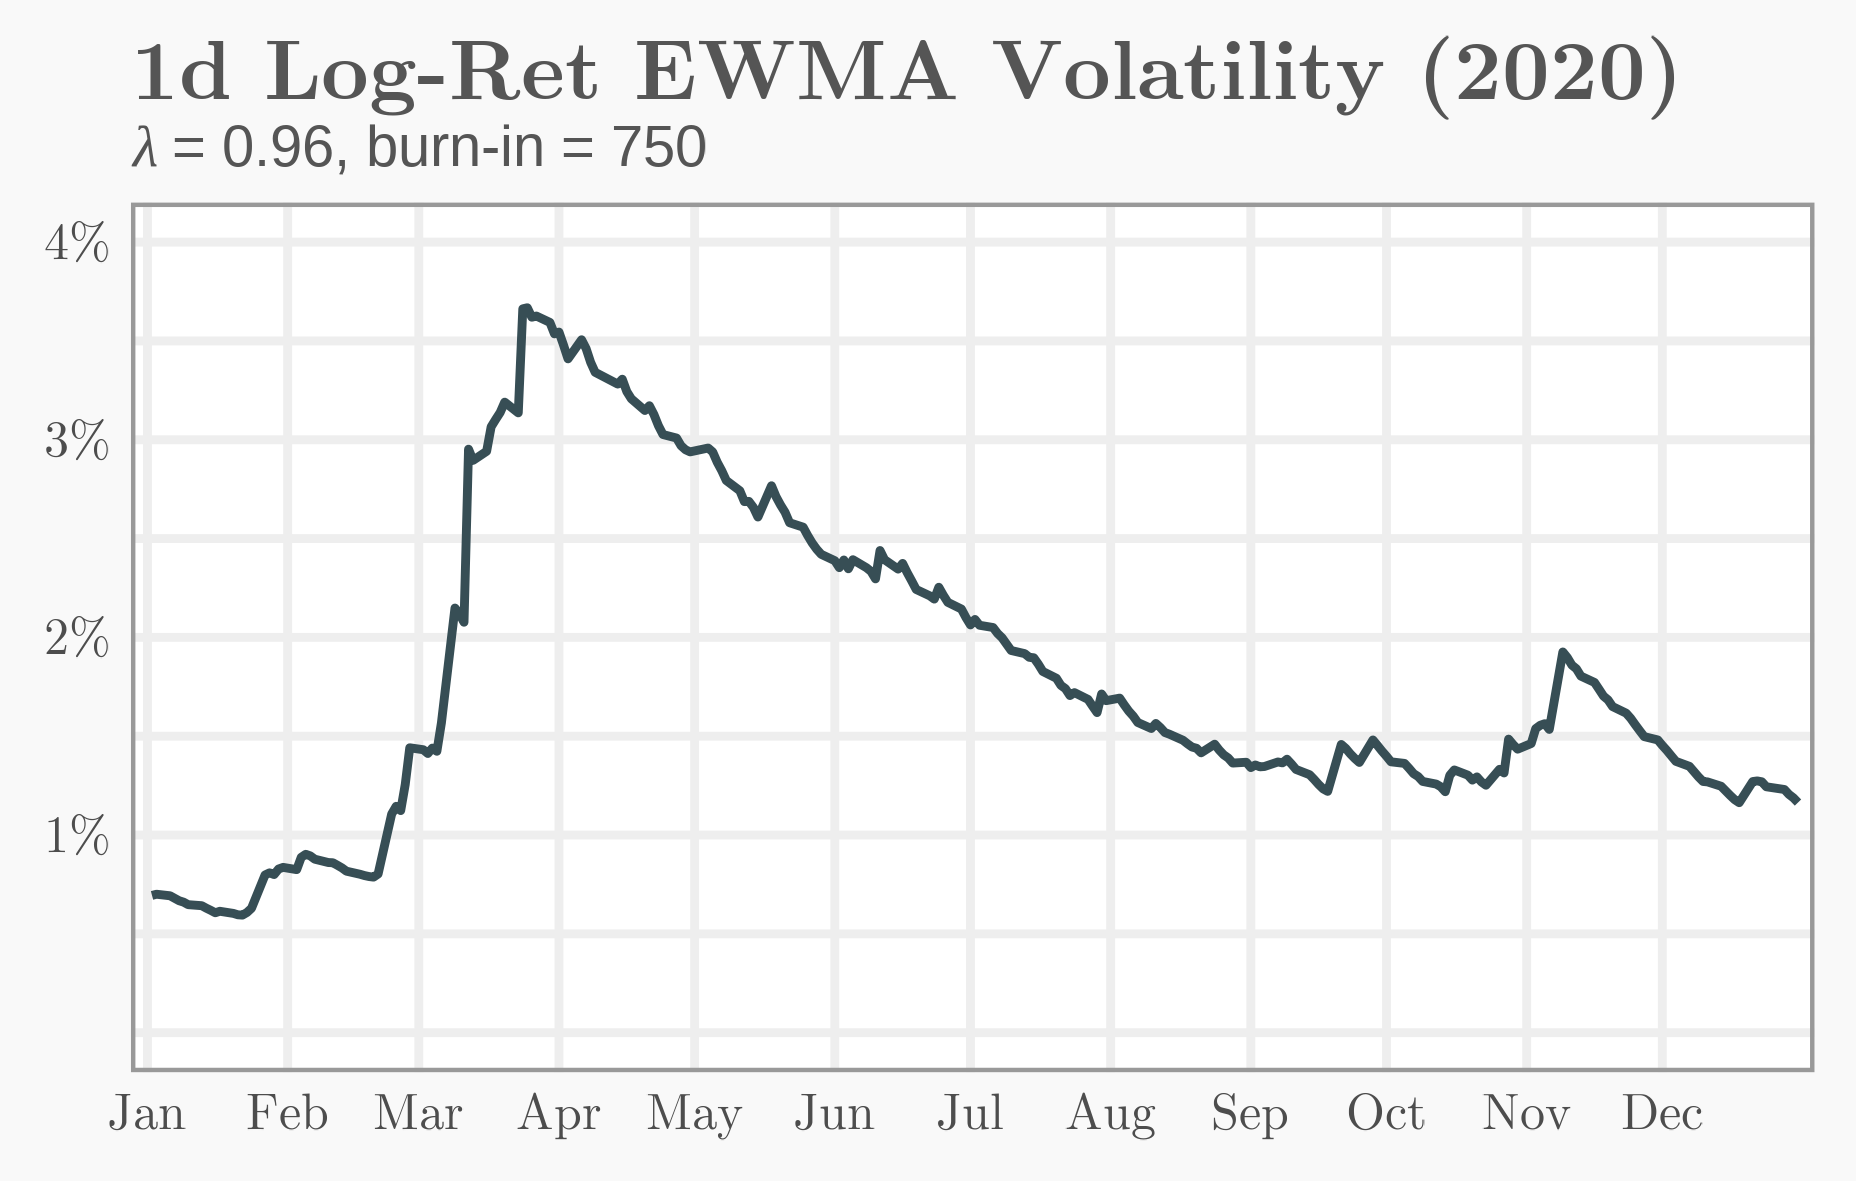 1d Log-Ret EWMA Volatility (2020)
λ = 0.96, burn-in = 750
4%
3%
2%
1%
Jan Feb Mar Apr May Jun Jul Aug Sep Oct Nov Dec